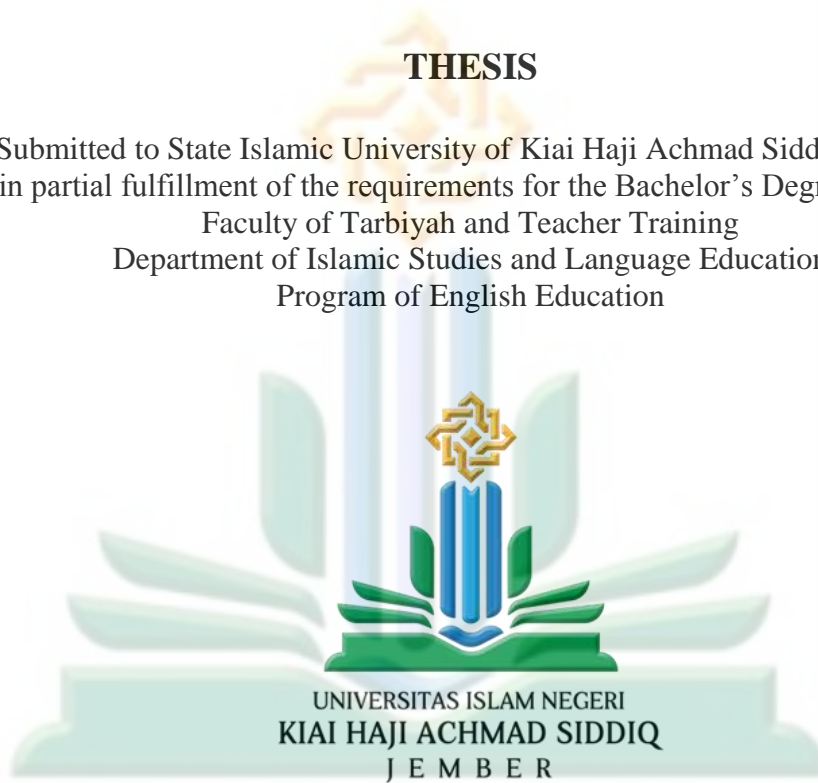 THESIS
Submitted to State Islamic University of Kiai Haji Achmad Sidd
in partial fulfillment of the requirements for the Bachelor's Degr
Faculty of Tarbiyah and Teacher Training
Department of Islamic Studies and Language Education
Program of English Education
UNIVERSITAS ISLAM NEGERI
KIAI HAJI ACHMAD SIDDIQ
JEMBER